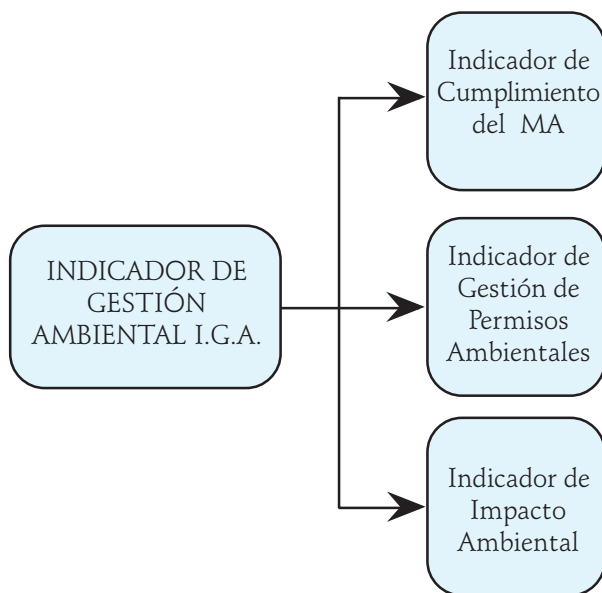 INDICADOR DE
GESTIÓN
AMBIENTAL I.G.A.
Indicador de
Cumplimiento
del MA
Indicador de
Gestión de
Permisos
Ambientales
Indicador de
Impacto
Ambiental